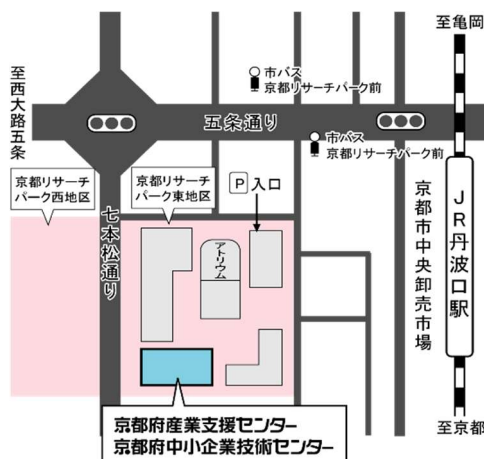 至亀岡
市バス
京都リサーチパーク前
至西大路五条
五条通り
市バス
京都リサーチパーク前
京都リサーチ
パーク西地区
京都リサーチ
パーク東地区
P 入口
七本松通り
アトリウム
京都市中央卸売市場
JR丹波口駅
京都府産業支援センター
京都府中小企業技術センター
至京都